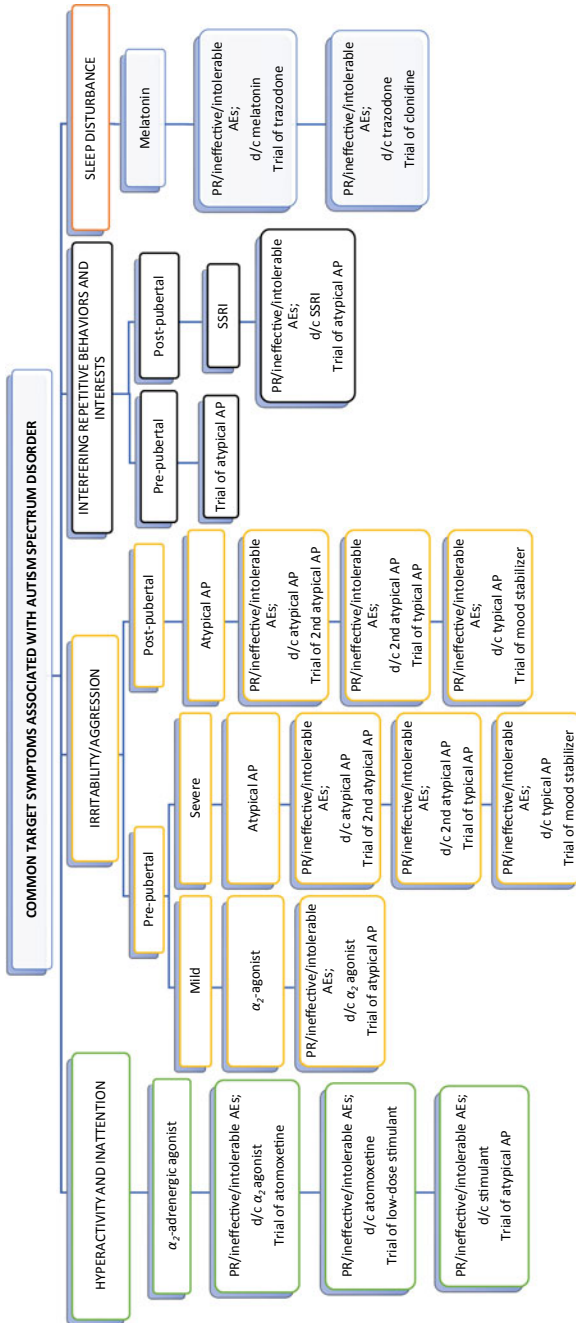 COMMON TARGET SYMPTOMS ASSOCIATED WITH AUTISM SPECTRUM DISORDER
HYPERACTIVITY AND INATTENTION
α₂-adrenergic agonist
PR/ineffective/intolerable AEs;
d/c α₂ agonist
Trial of atomoxetine
PR/ineffective/intolerable AEs;
d/c atomoxetine
Trial of low-dose stimulant
PR/ineffective/intolerable AEs;
d/c stimulant
Trial of atypical AP
IRRITABILITY/AGGRESSION
Pre-pubertal
Mild
α₂-agonist
PR/ineffective/intolerable
AEs;
d/c α₂ agonist
Trial of atypical AP
Severe
Atypical AP
PR/ineffective/intolerable
AEs;
d/c atypical AP
Trial of 2nd atypical AP
PR/ineffective/intolerable
AEs;
d/c 2nd atypical AP
Trial of typical AP
PR/ineffective/intolerable
AEs;
d/c typical AP
Trial of mood stabilizer
Post-pubertal
Atypical AP
PR/ineffective/intolerable
AEs;
d/c atypical AP
Trial of 2nd atypical AP
PR/ineffective/intolerable
AEs;
d/c 2nd atypical AP
Trial of typical AP
PR/ineffective/intolerable
AEs;
d/c typical AP
Trial of mood stabilizer
INTERFERING REPETITIVE BEHAVIORS AND
INTERESTS
Pre-pubertal
Trial of atypical AP
Post-pubertal
SSRI
PR/ineffective/intolerable
AEs;
d/c SSRI
Trial of atypical AP
SLEEP DISTURBANCE
Melatonin
PR/ineffective/intolerable
AEs;
d/c melatonin
Trial of trazodone
PR/ineffective/intolerable
AEs;
d/c trazodone
Trial of clonidine